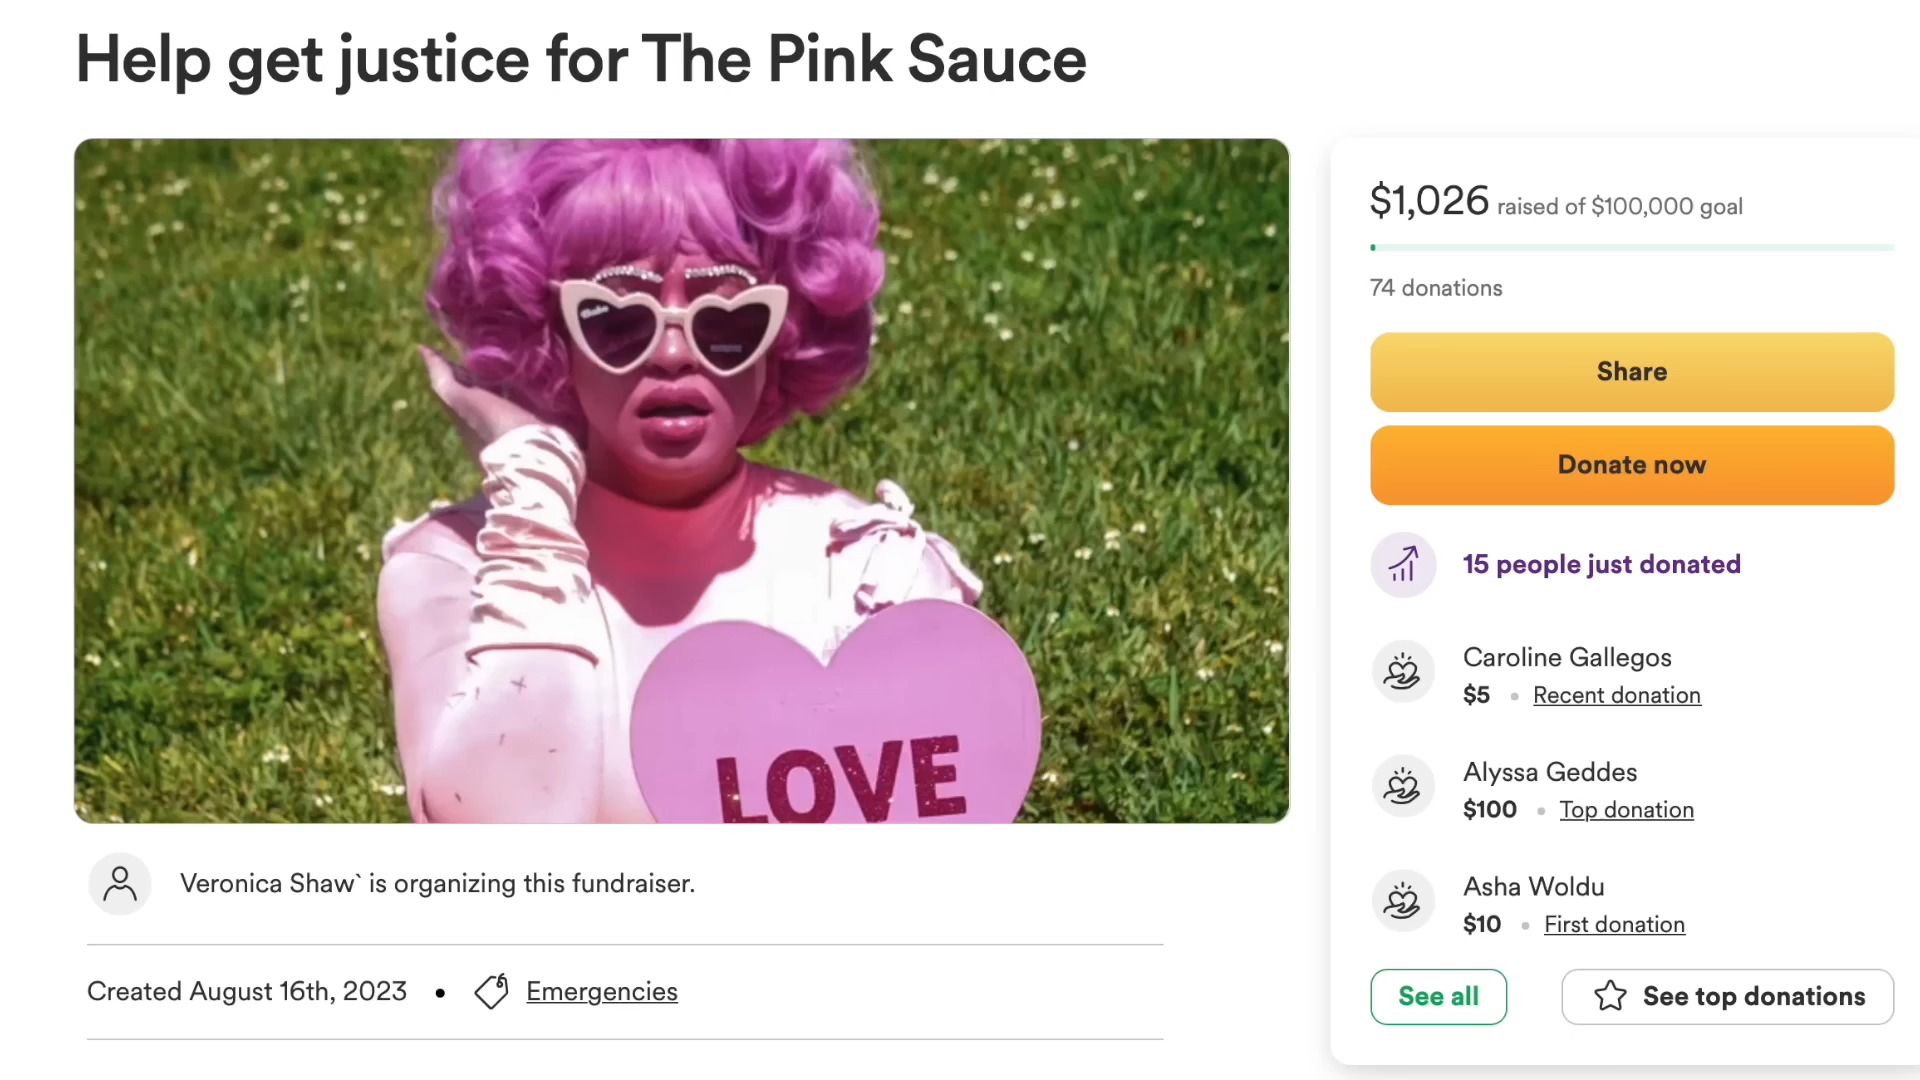 Help get justice for The Pink Sauce
LOVE
Veronica Shaw` is organizing this fundraiser.
Created August 16th, 2023 • Emergencies
$1,026 raised of $100,000 goal
74 donations
Share
Donate now
15 people just donated
Caroline Gallegos
$5 • Recent donation
Alyssa Geddes
$100 • Top donation
Asha Woldu
$10 • First donation
See all
See top donations